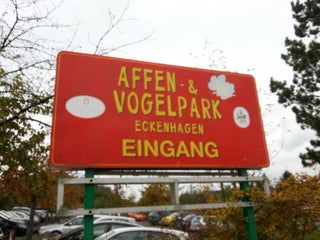 AFFEN- &
VOGELPARK
ECKENHAGEN
EINGANG